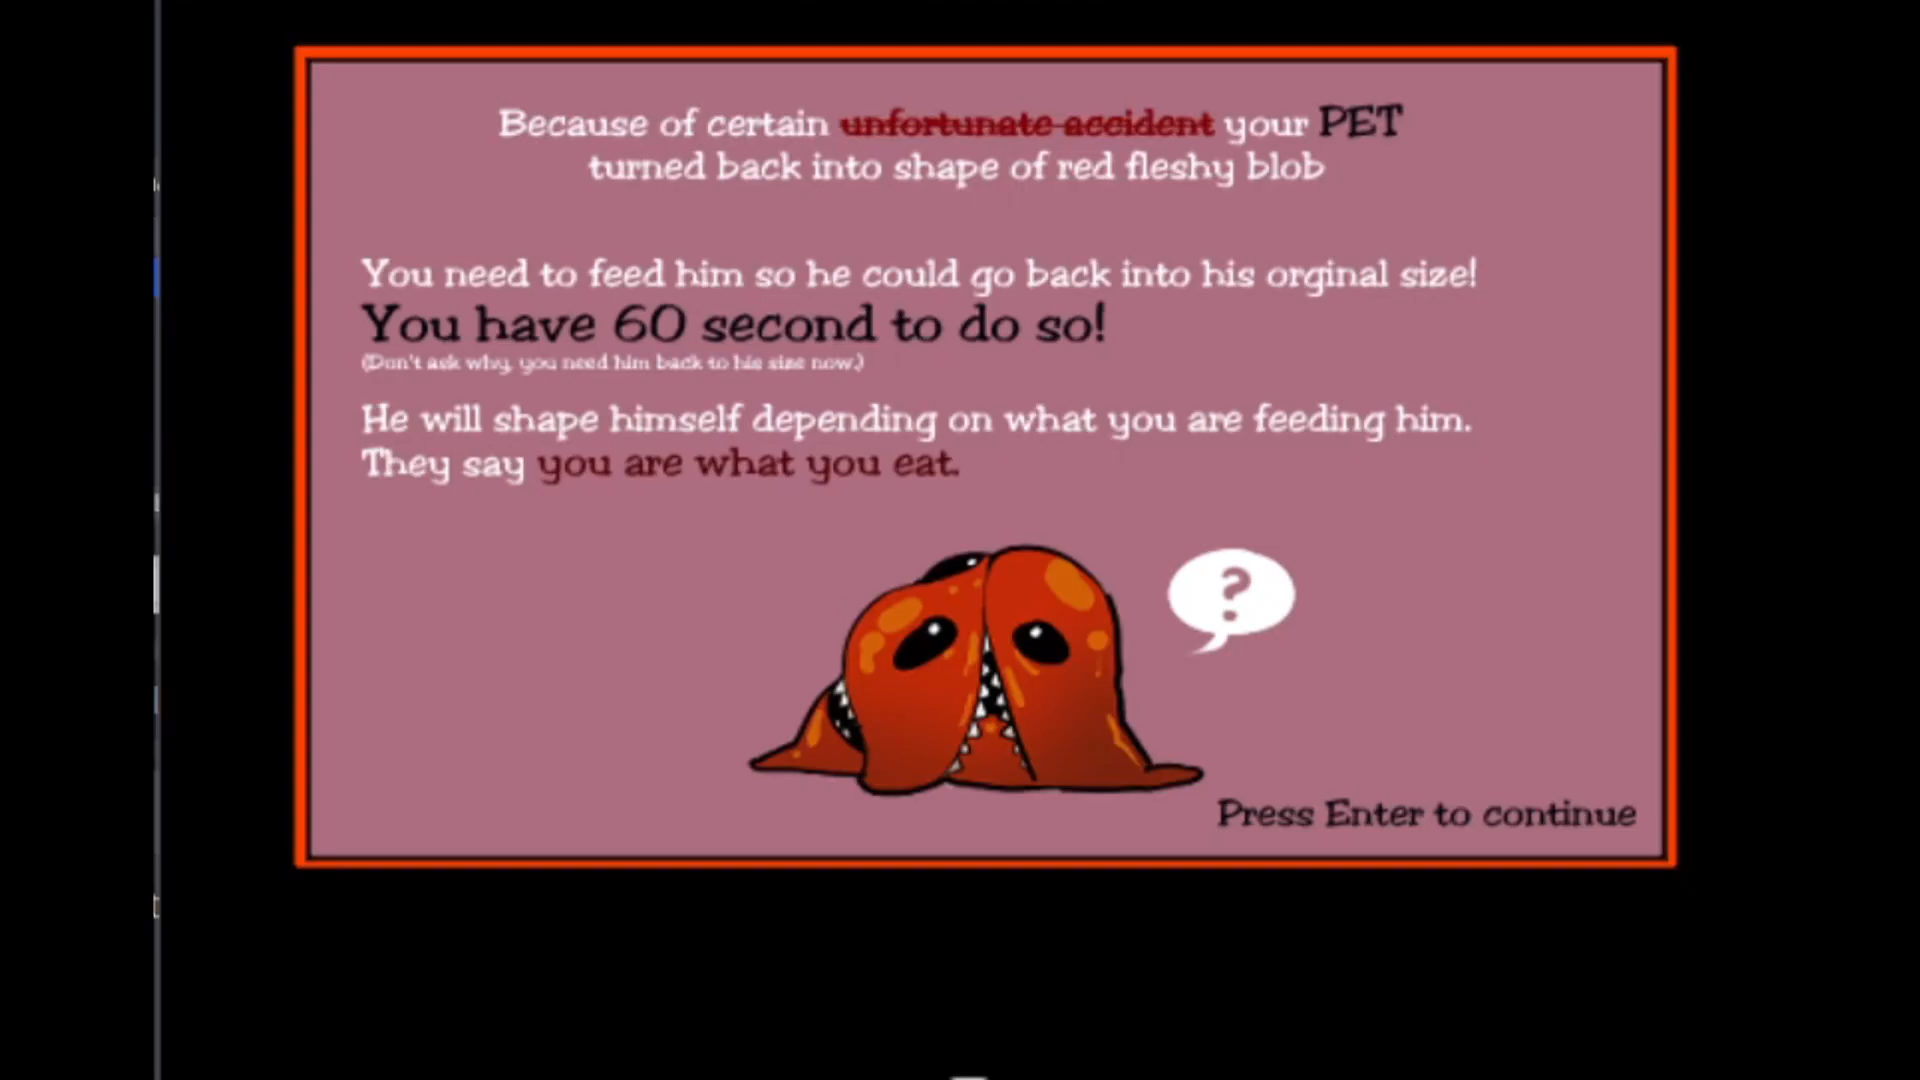 Because of certain unfortunate accident your PET
turned back into shape of red fleshy blob
You need to feed him so he could go back into his orginal size!
You have 60 second to do so!
(Don't ask why, you need him back to his size now.)
He will shape himself depending on what you are feeding him.
They say you are what you eat.
?
Press Enter to continue